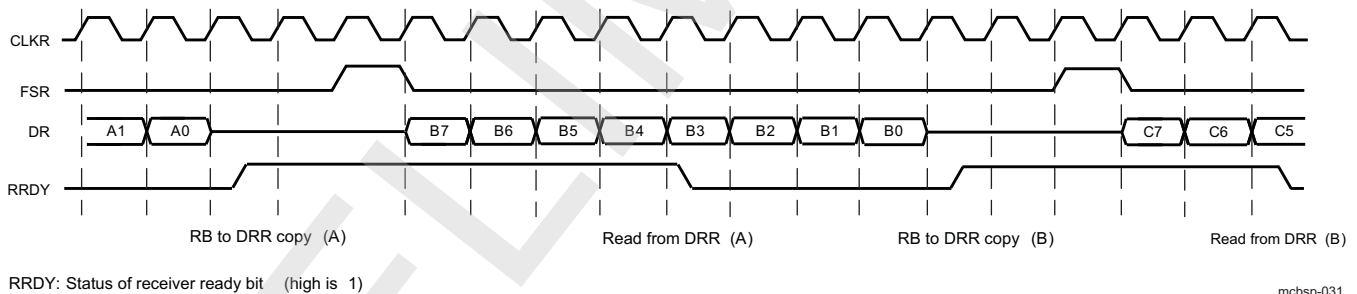 CLKR
FSR
DR A1 A0 B7 B6 B5 B4 B3 B2 B1 B0 C7 C6 C5
RRDY
RB to DRR copy (A) Read from DRR (A) RB to DRR copy (B) Read from DRR (B)
RRDY: Status of receiver ready bit (high is 1)
mcbsp-031